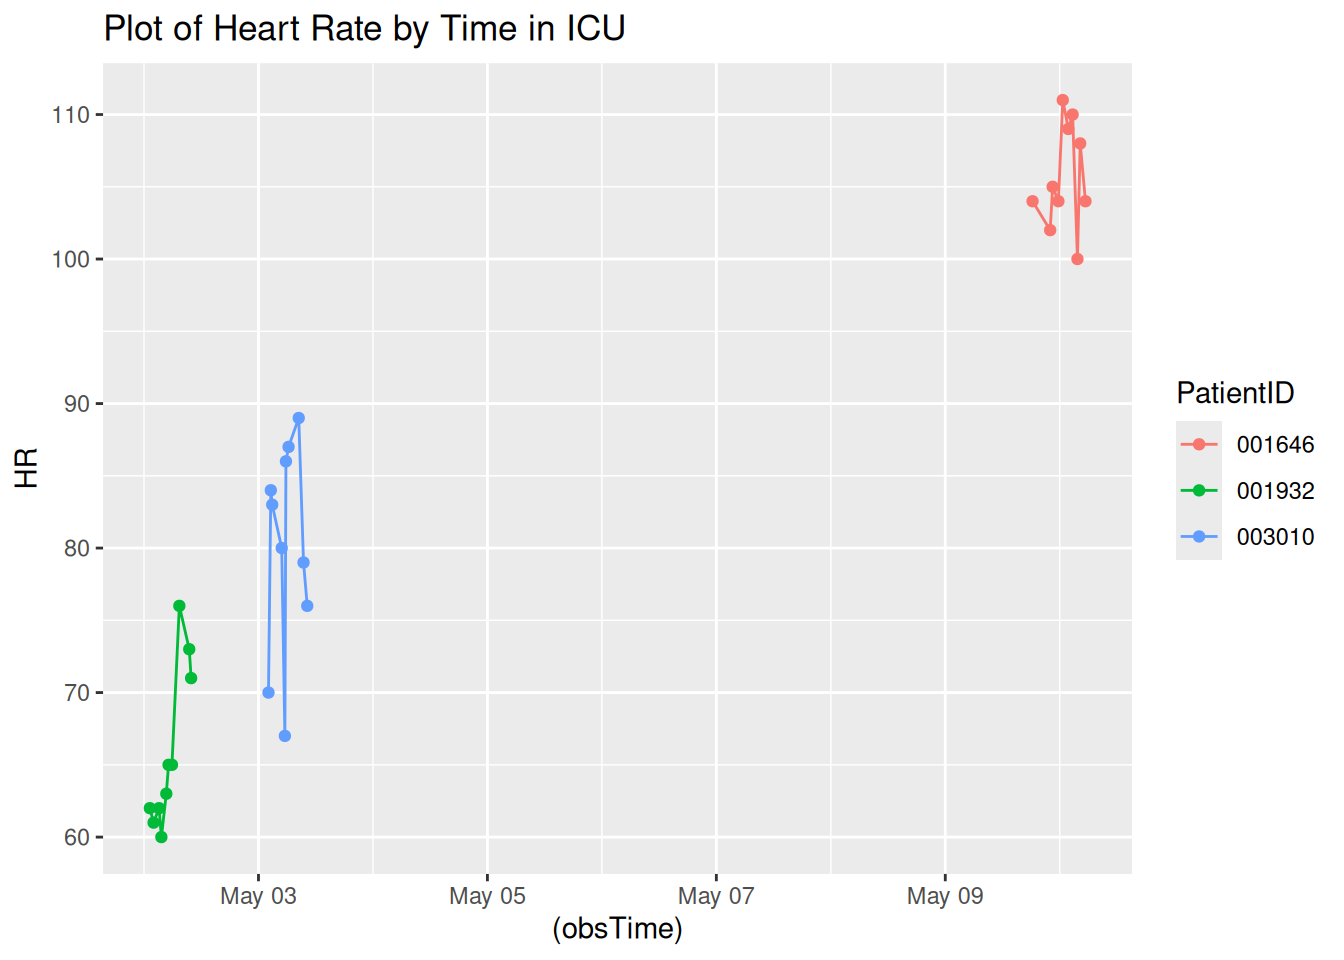 Plot of Heart Rate by Time in ICU
110
100
90
80
70
60
HR
May 03
May 05
May 07
May 09
(obsTime)
PatientID
001646
001932
003010